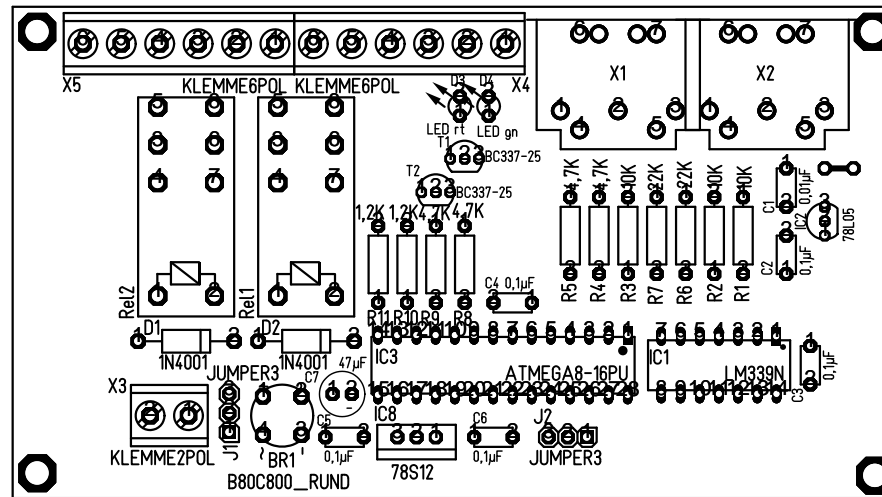 X5
KLEMME6POL KLEMME6POL
X4
X1
X2
D3 D4
LED rt LED gn
T1
BC337-25
T2
BC337-25
1,2K 1,2K 4,7K 4,7K
R11 R10 R9 R8
4,7K 4,7K 10K 22K 22K 10K 10K
R5 R4 R3 R7 R6 R2 R1
C1
0,01µF
IC2
78L05
C2
0,1µF
Rel2
Rel1
C4 0,1µF
D1
1N4001
D2
1N4001
IC3
ATMEGA8-16PU
IC1
LM339N
C3
0,1µF
X3
KLEMME2POL
JUMPER3
J1
C7
47µF
BR1
B80C800_RUND
C5
0,1µF
IC8
78S12
C6
0,1µF
J2
JUMPER3